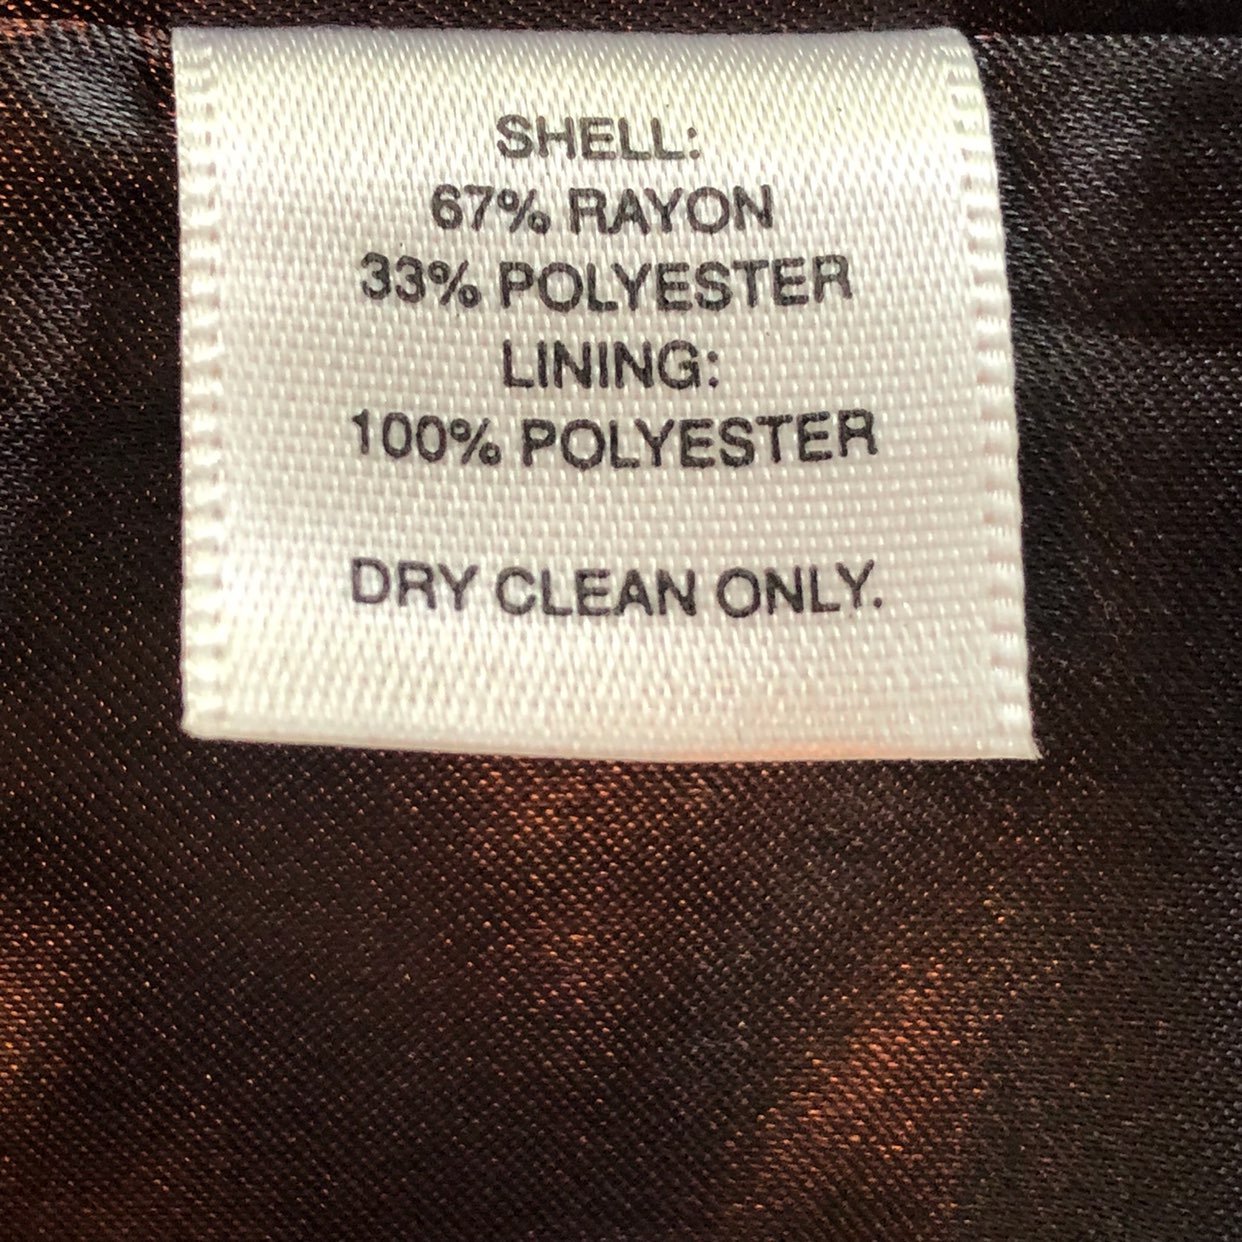 SHELL:
67% RAYON
33% POLYESTER
LINING:
100% POLYESTER
DRY CLEAN ONLY.